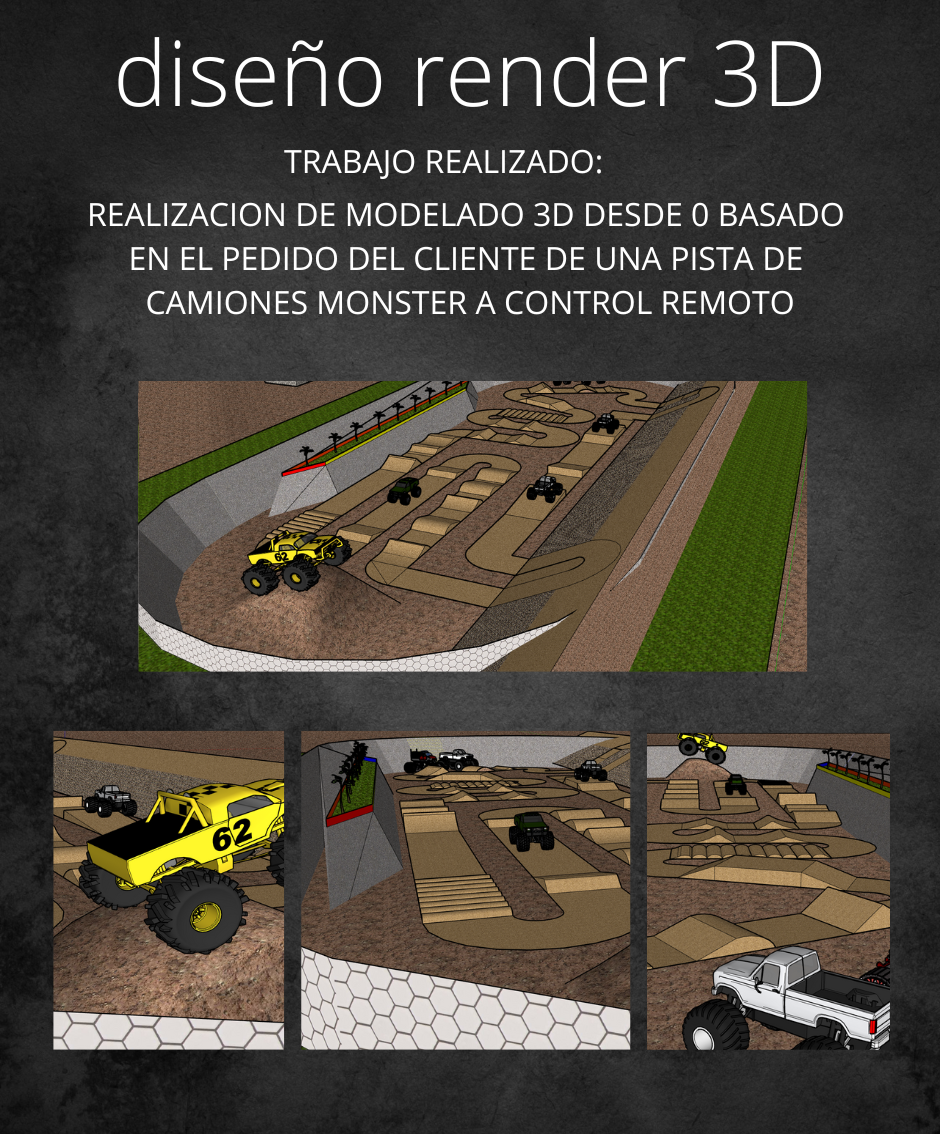 diseño render 3D
TRABAJO REALIZADO:
REALIZACION DE MODELADO 3D DESDE 0 BASADO
EN EL PEDIDO DEL CLIENTE DE UNA PISTA DE
CAMIONES MONSTER A CONTROL REMOTO
62
62
62